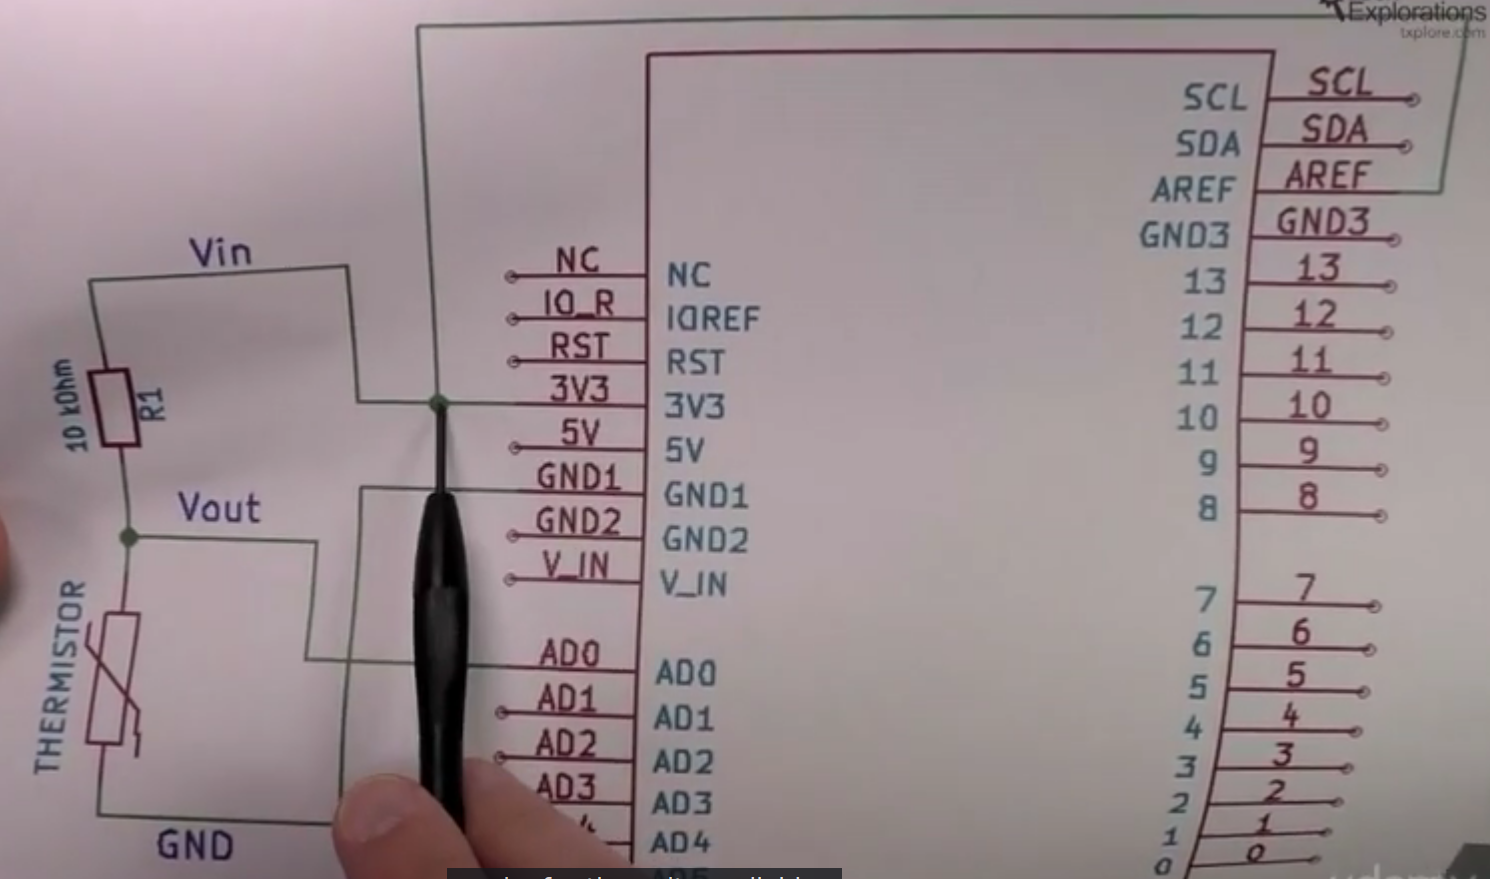 Explorations
txplore.com
SCL
SCL
SDA
SDA
AREF
AREF
GND3
GND3
13
13
12
12
11
11
10
10
9
9
8
8
7
7
6
6
5
5
4
4
3
3
2
2
1
1
0
0
Vin
10 kOhm
R1
Vout
THERMISTOR
GND
NC
NC
IO_R
IOREF
RST
RST
3V3
3V3
5V
5V
GND1
GND1
GND2
GND2
V_IN
V_IN
AD0
AD0
AD1
AD1
AD2
AD2
AD3
AD3
4
AD4
udemy